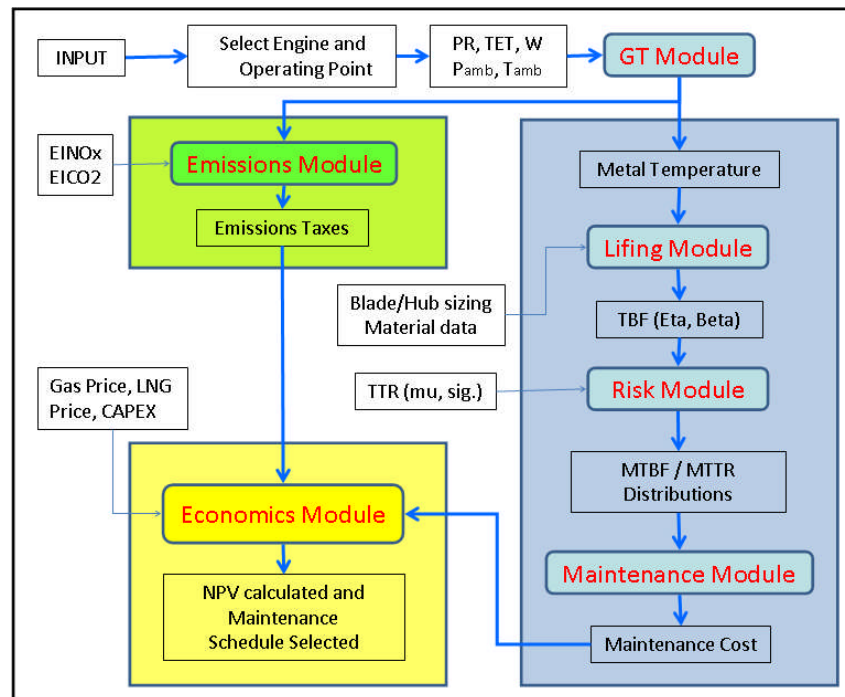 INPUT
Select Engine and
Operating Point
PR, TET, W
Pamb, Tamb
GT Module
EINOx
EICO2
Emissions Module
Emissions Taxes
Metal Temperature
Lifing Module
Blade/Hub sizing
Material data
TBF (Eta, Beta)
Gas Price, LNG
Price, CAPEX
TTR (mu, sig.)
Risk Module
MTBF / MTTR
Distributions
Economics Module
Maintenance Module
NPV calculated and
Maintenance
Schedule Selected
Maintenance Cost